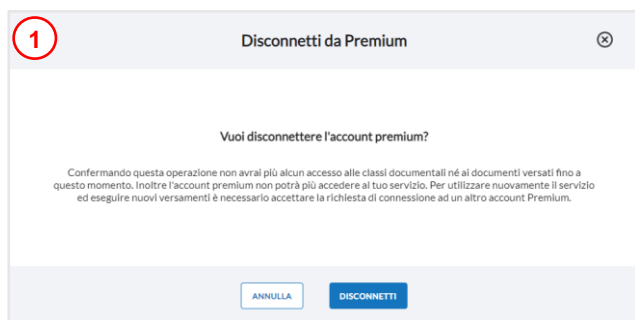 1
Disconnetti da Premium
Vuoi disconnettere l'account premium?
Confermando questa operazione non avrai più alcun accesso alle classi documentali né ai documenti versati fino a
questo momento. Inoltre l'account premium non potrà più accedere al tuo servizio. Per utilizzare nuovamente il servizio
ed eseguire nuovi versamenti è necessario accettare la richiesta di connessione ad un altro account Premium.
ANNULLA DISCONNETTI